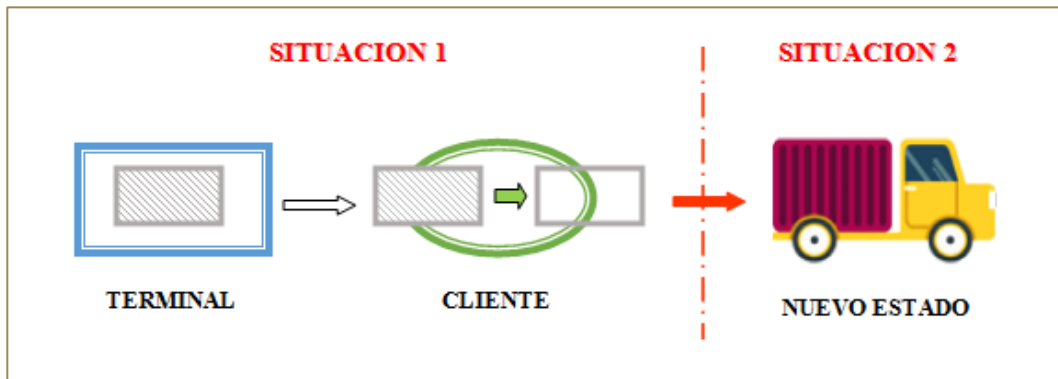 SITUACION 1
SITUACION 2
TERMINAL
CLIENTE
NUEVO ESTADO